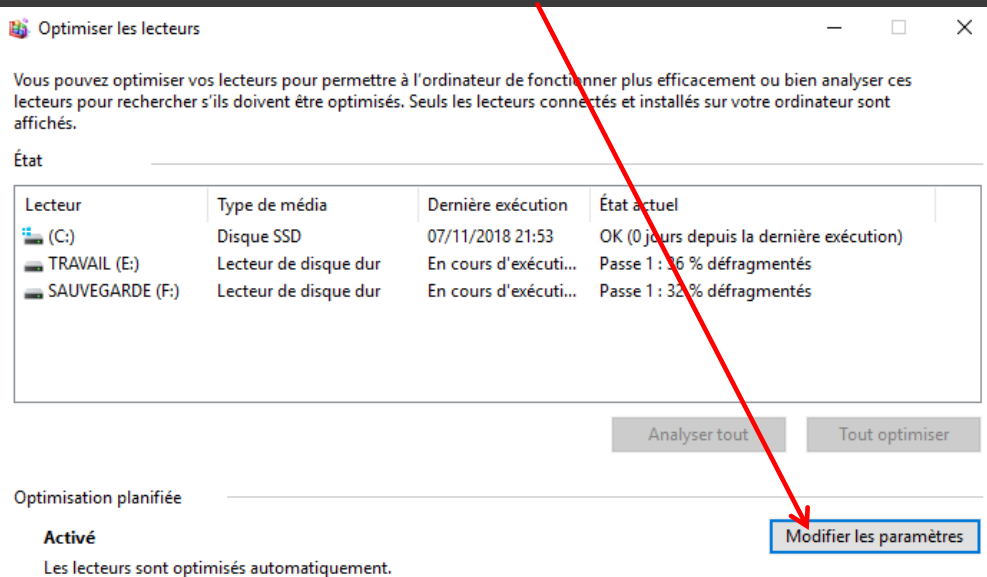 Optimiser les lecteurs
Vous pouvez optimiser vos lecteurs pour permettre à l'ordinateur de fonctionner plus efficacement ou bien analyser ces
lecteurs pour rechercher s'ils doivent être optimisés. Seuls les lecteurs connectés et installés sur votre ordinateur sont
affichés.
État
Lecteur Type de média Dernière exécution État actuel
(C:) Disque SSD 07/11/2018 21:53 OK (0 jours depuis la dernière exécution)
TRAVAIL (E:) Lecteur de disque dur En cours d'exécuti... Passe 1 : 36 % défragmentés
SAUVEGARDE (F:) Lecteur de disque dur En cours d'exécuti... Passe 1 : 32 % défragmentés
Analyser tout Tout optimiser
Optimisation planifiée
Activé Modifier les paramètres
Les lecteurs sont optimisés automatiquement.